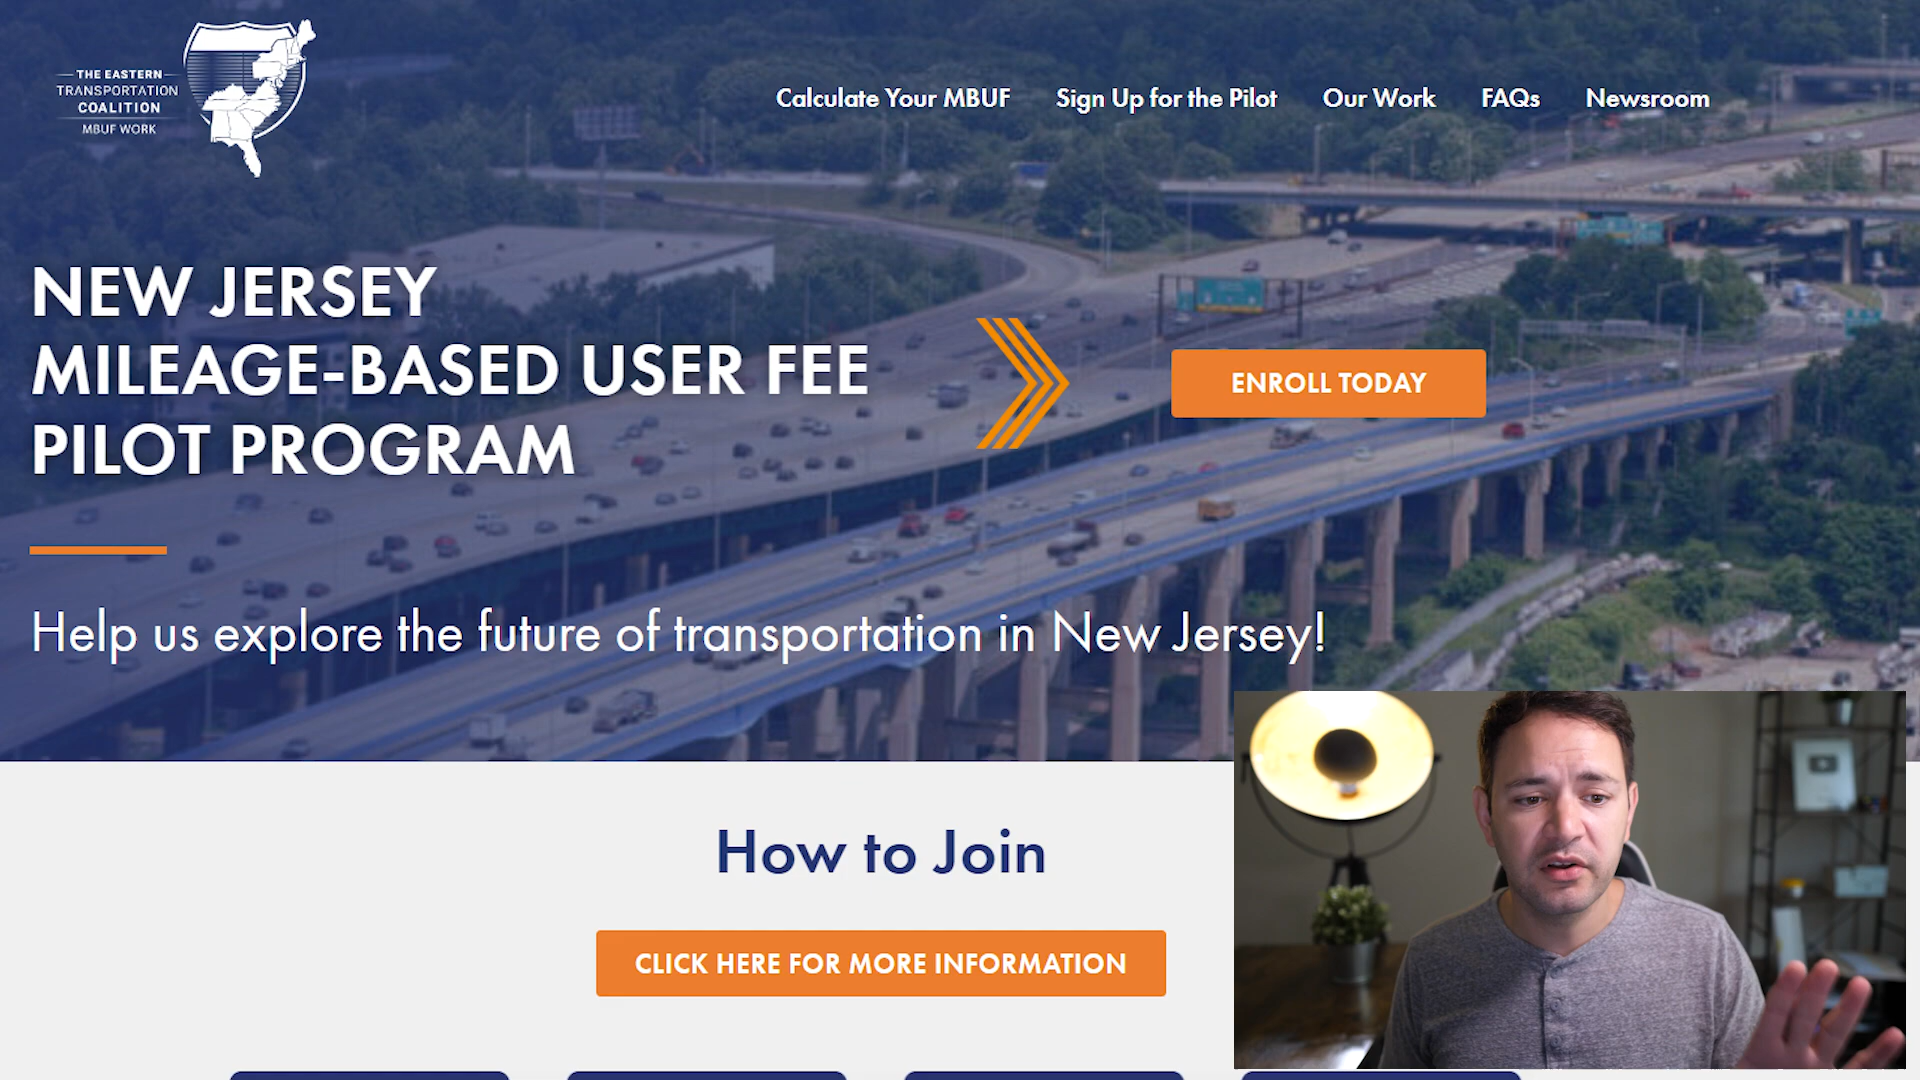 THE EASTERN
TRANSPORTATION
COALITION
MBUF WORK
Calculate Your MBUF Sign Up for the Pilot Our Work FAQs Newsroom
NEW JERSEY
MILEAGE-BASED USER FEE
PILOT PROGRAM
ENROLL TODAY
Help us explore the future of transportation in New Jersey!
How to Join
CLICK HERE FOR MORE INFORMATION